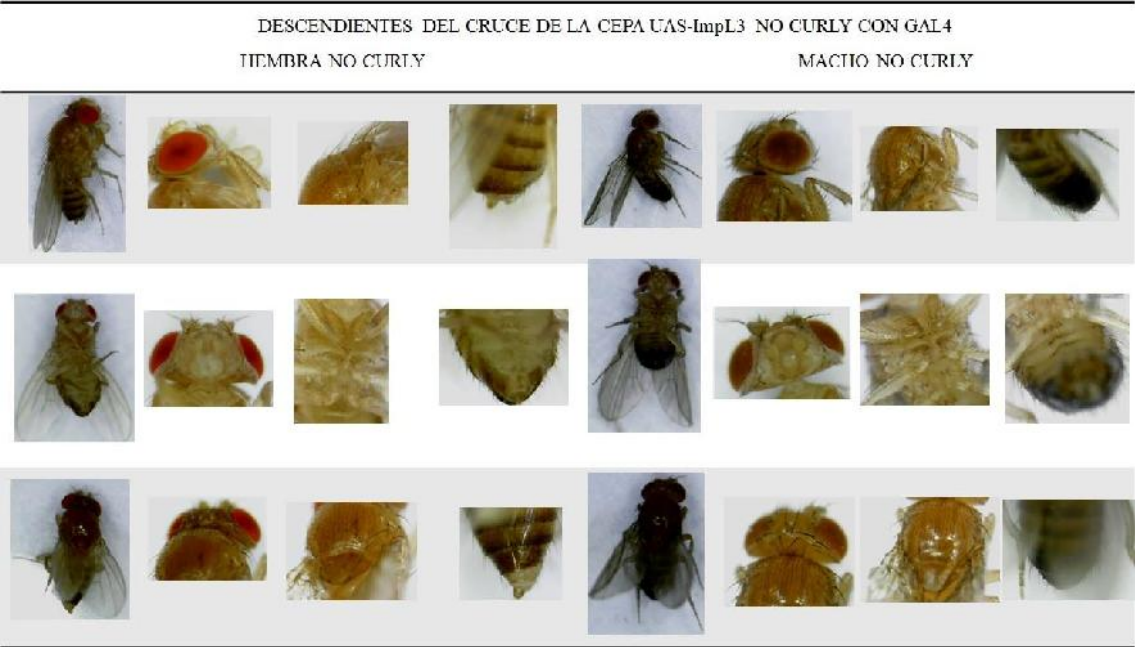 DESCENDIENTES DEL CRUCE DE LA CEPA UAS-ImpL3 NO CURLY CON GAL4
HEMBRA NO CURLY
MACHO NO CURLY